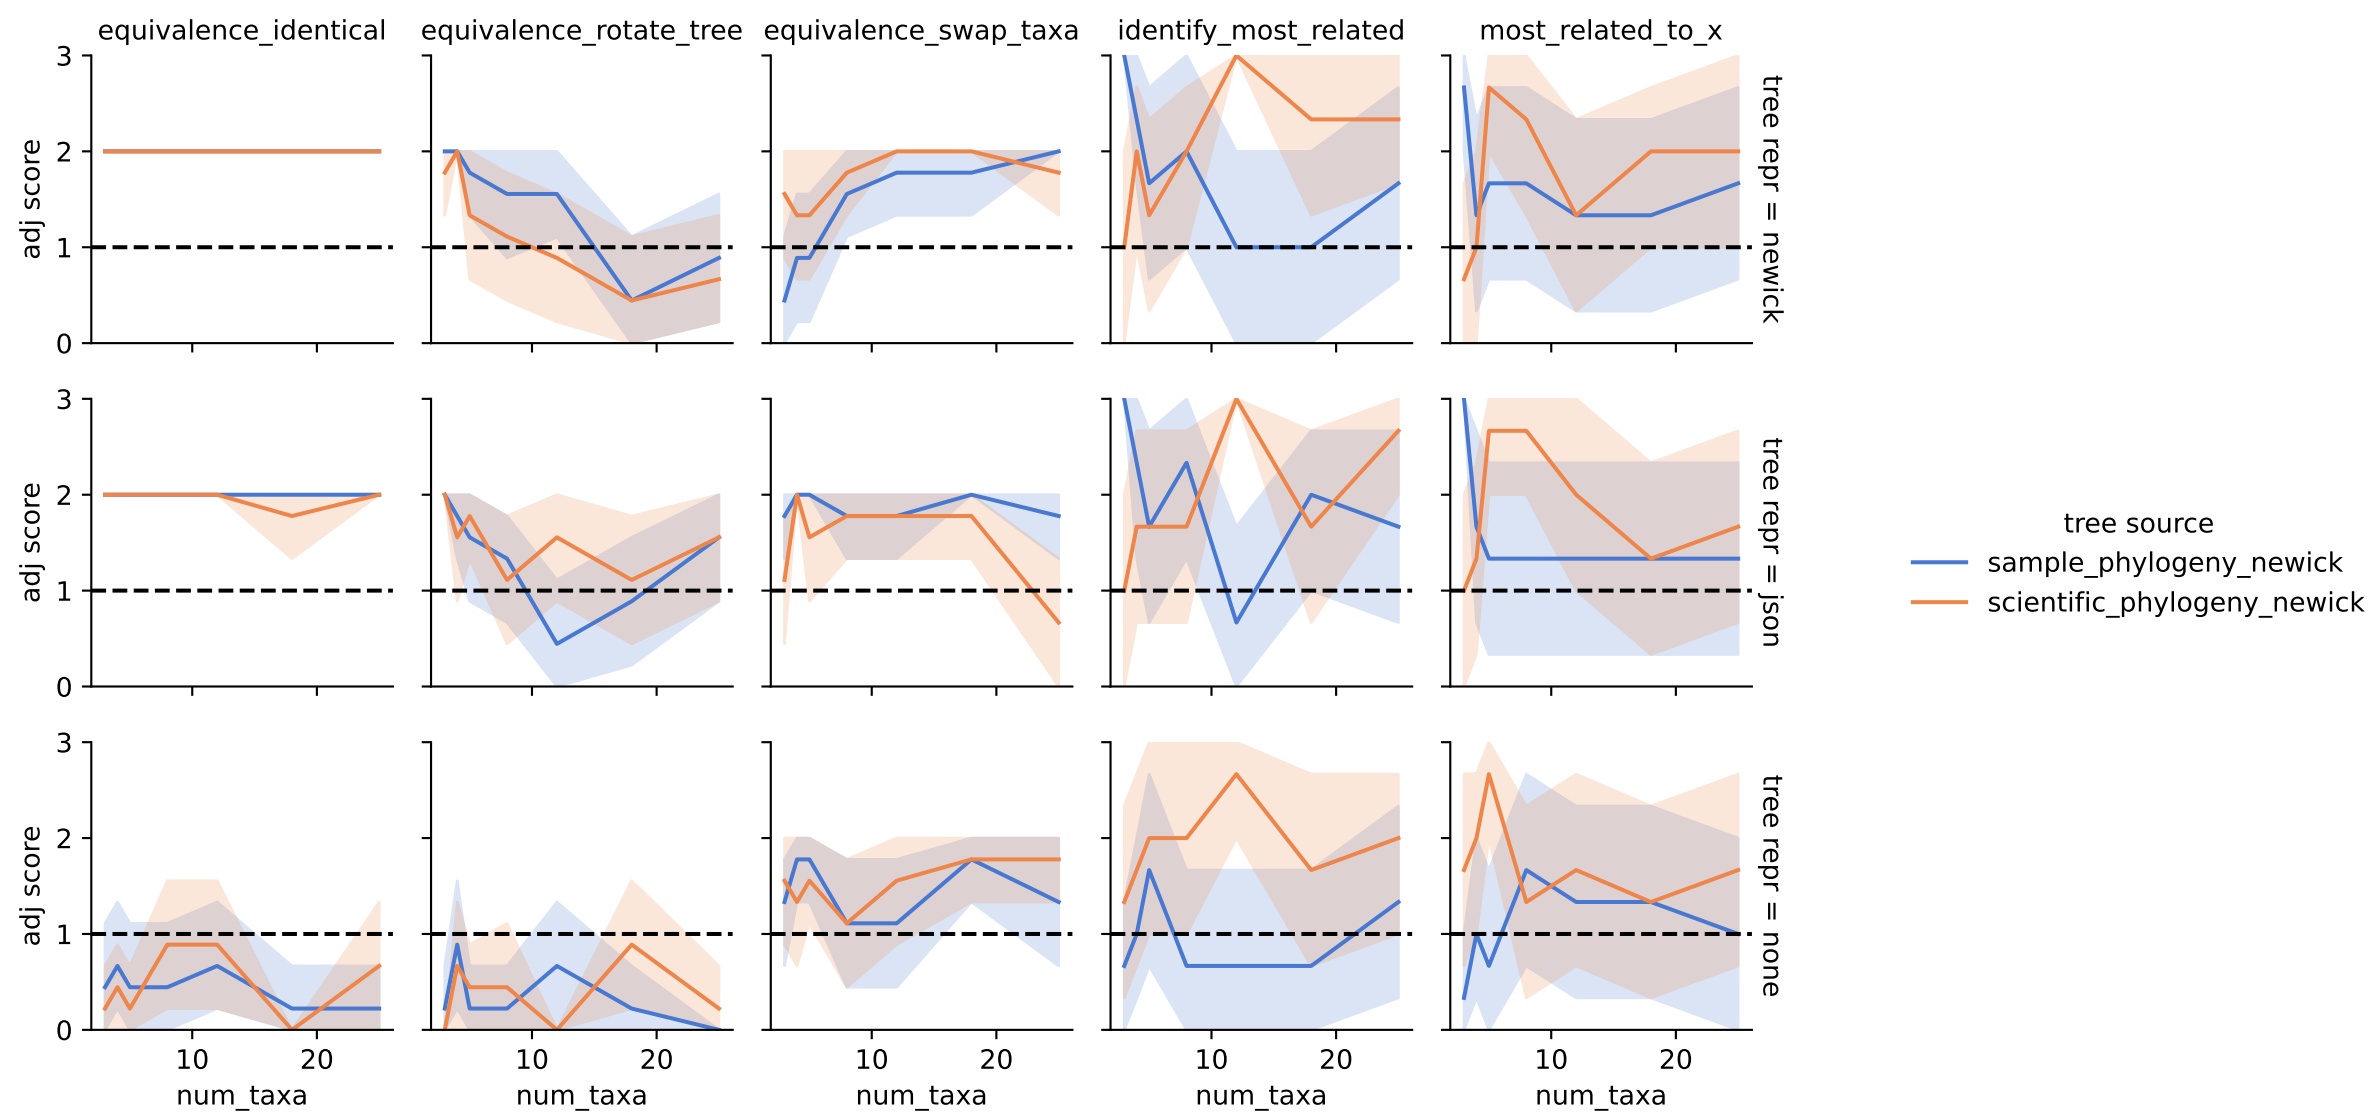 equivalence_identical
equivalence_rotate_tree
equivalence_swap_taxa
identify_most_related
most_related_to_x
adj score
3
2
1
0
tree repr = newick
adj score
3
2
1
0
tree repr = json
tree source
sample_phylogeny_newick
scientific_phylogeny_newick
adj score
3
2
1
0
tree repr = none
10 20
10 20
10 20
10 20
10 20
num_taxa
num_taxa
num_taxa
num_taxa
num_taxa